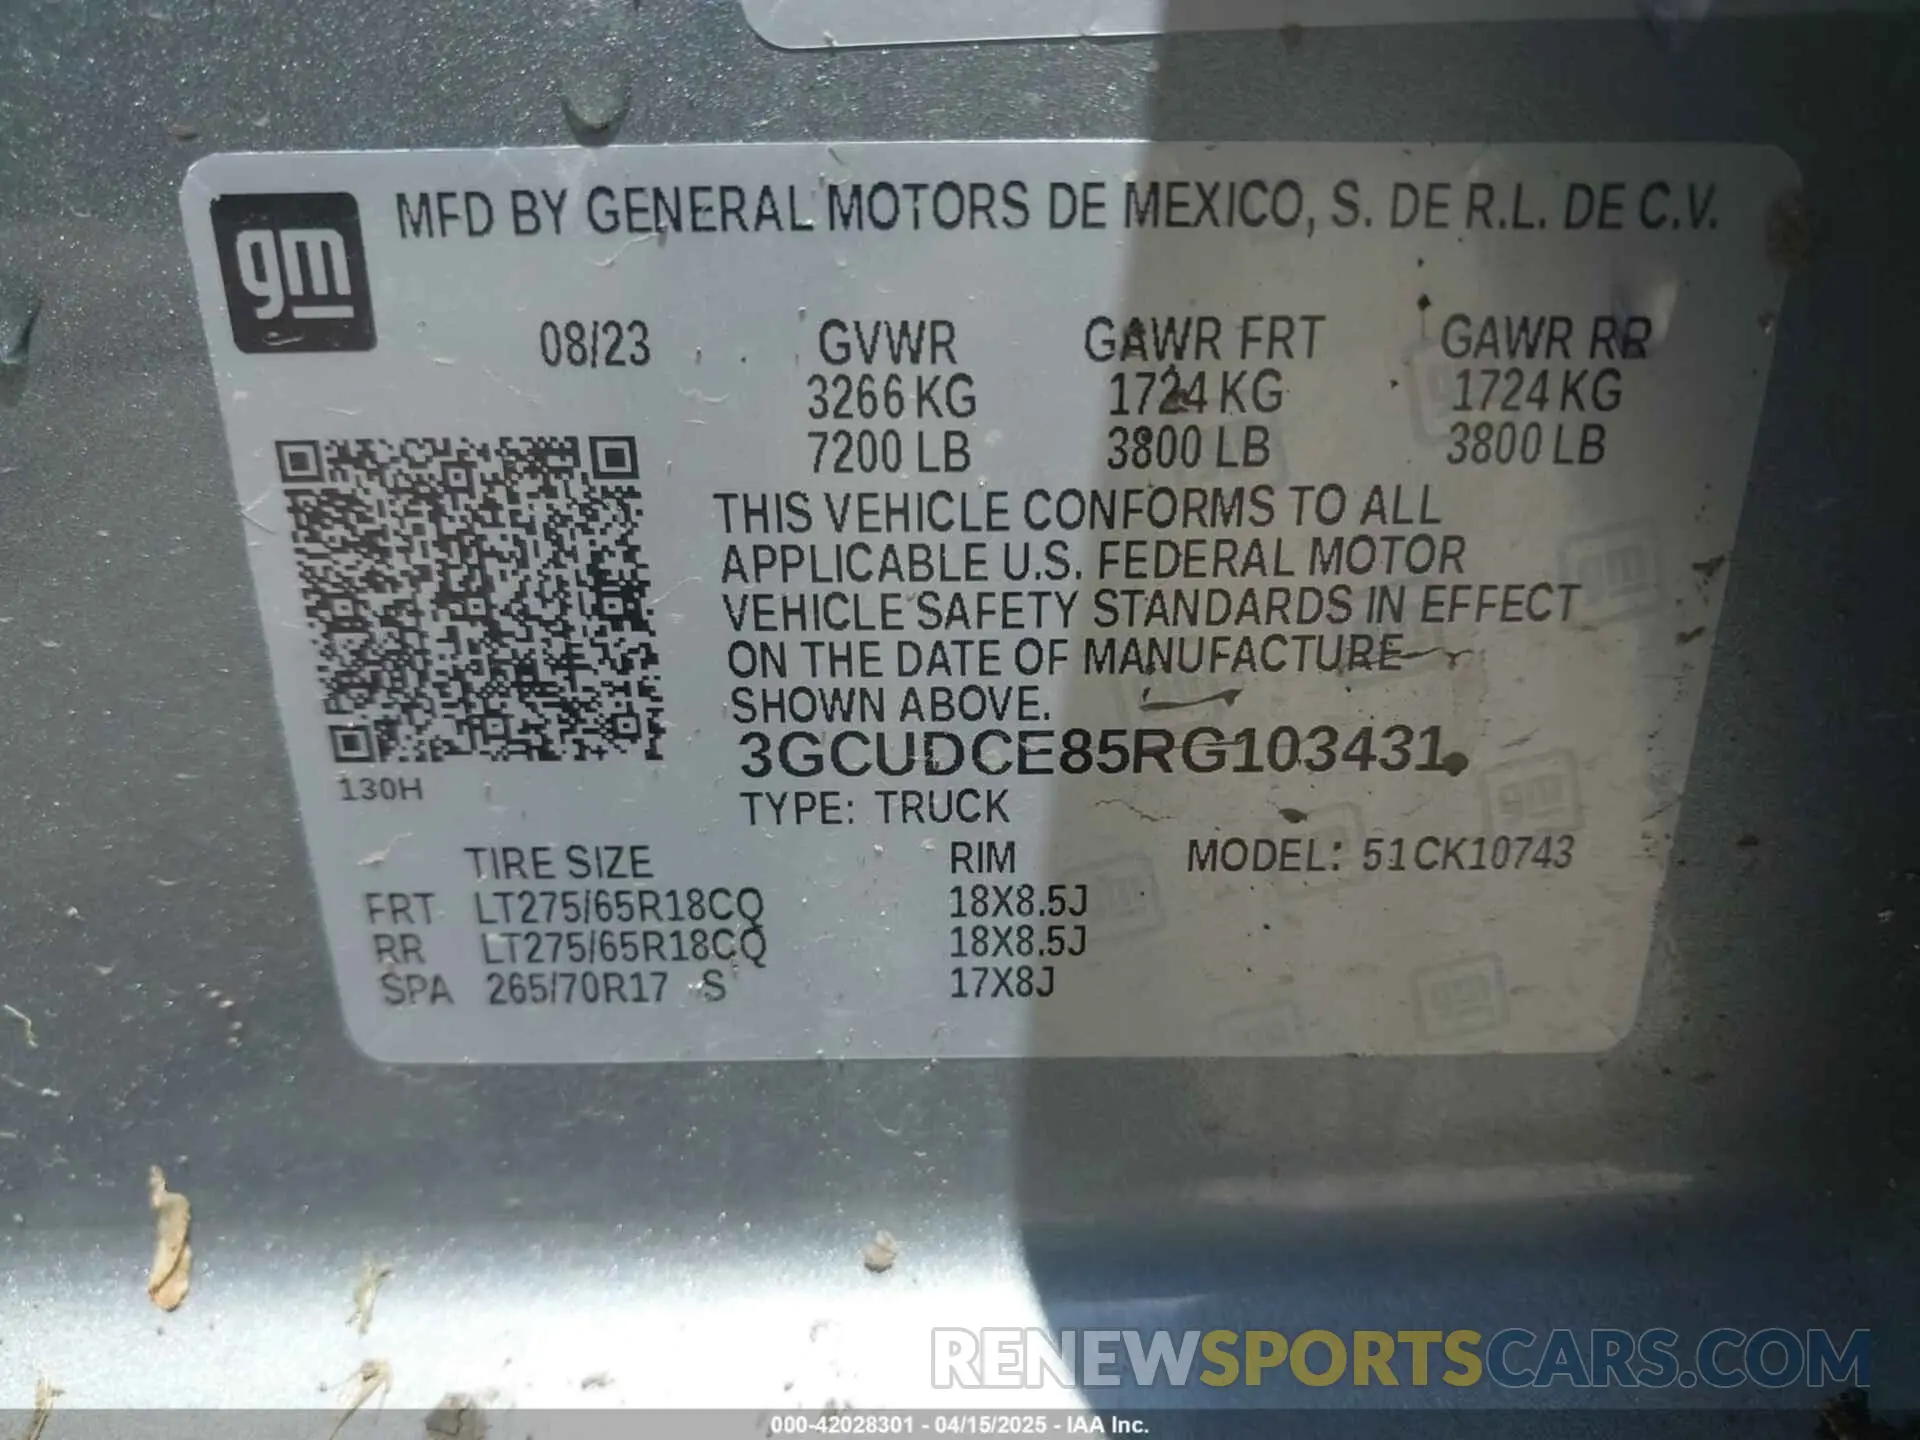 gm
MFD BY GENERAL MOTORS DE MEXICO, S. DE R.L. DE C.V.
08/23 GVWR GAWR FRT GAWR RR
3266 KG 1724 KG 1724 KG
7200 LB 3800 LB 3800 LB
THIS VEHICLE CONFORMS TO ALL
APPLICABLE U.S. FEDERAL MOTOR
VEHICLE SAFETY STANDARDS IN EFFECT
ON THE DATE OF MANUFACTURE
SHOWN ABOVE.
3GCUDCE85RG103431
130H
TYPE: TRUCK
TIRE SIZE RIM MODEL: 51CK10743
FRT LT275/65R18CQ 18X8.5J
RR LT275/65R18CQ 18X8.5J
SPA 265/70R17 S 17X8J
RENEWSPORTSCARS.COM
000-42028301 - 04/15/2025 - IAA Inc.